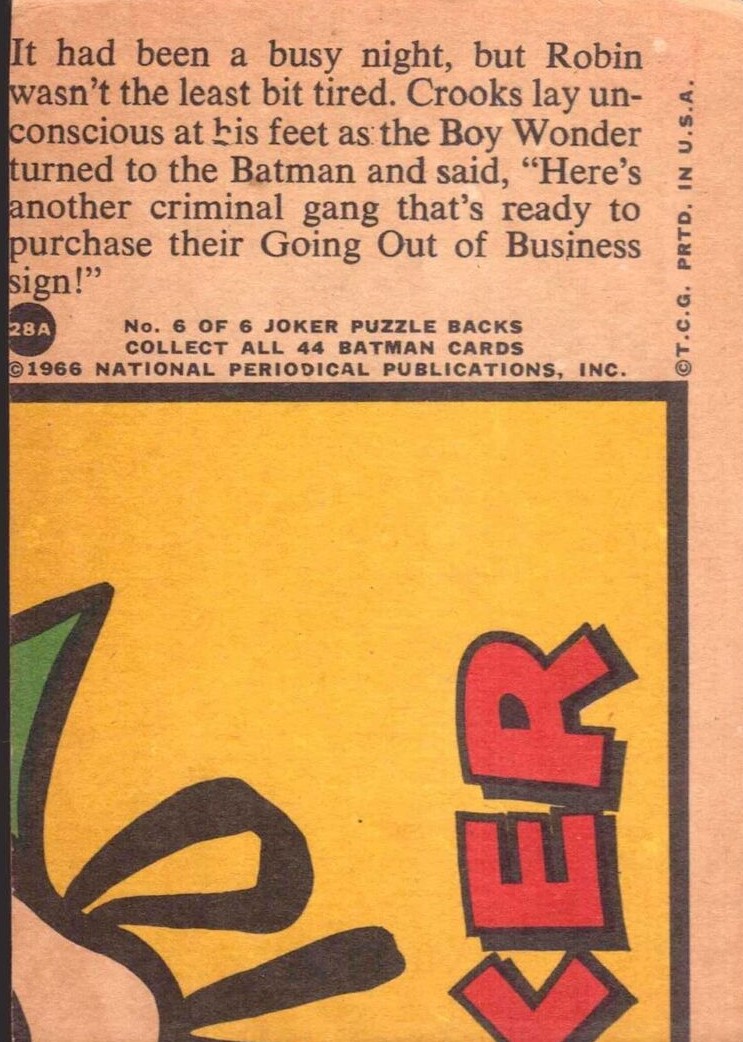 It had been a busy night, but Robin
wasn't the least bit tired. Crooks lay un-
conscious at his feet as the Boy Wonder
turned to the Batman and said, “Here's
another criminal gang that's ready to
purchase their Going Out of Business
sign!”
28A
No. 6 OF 6 JOKER PUZZLE BACKS
COLLECT ALL 44 BATMAN CARDS
©1966 NATIONAL PERIODICAL PUBLICATIONS, INC.
©T.C.G. PRTD. IN U.S.A.
KER